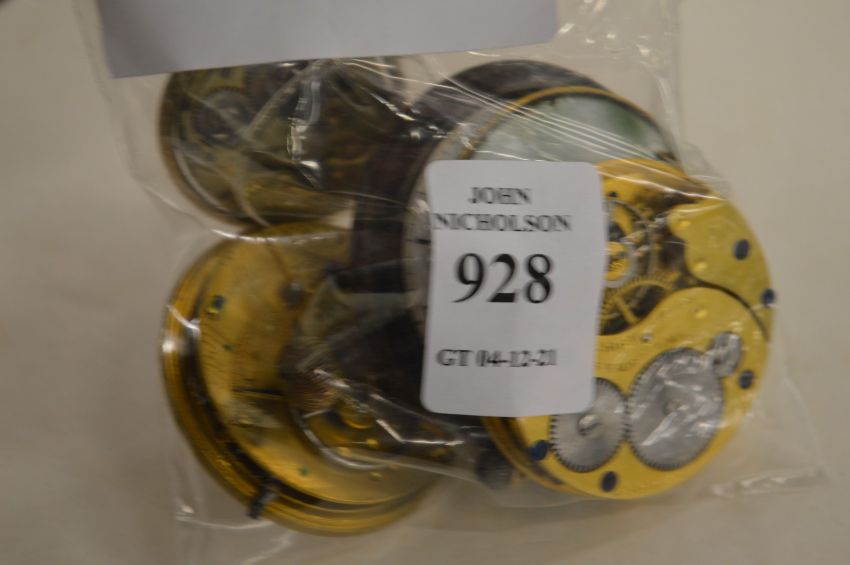 JOHN
NICHOLSON
928
GT 04-12-21